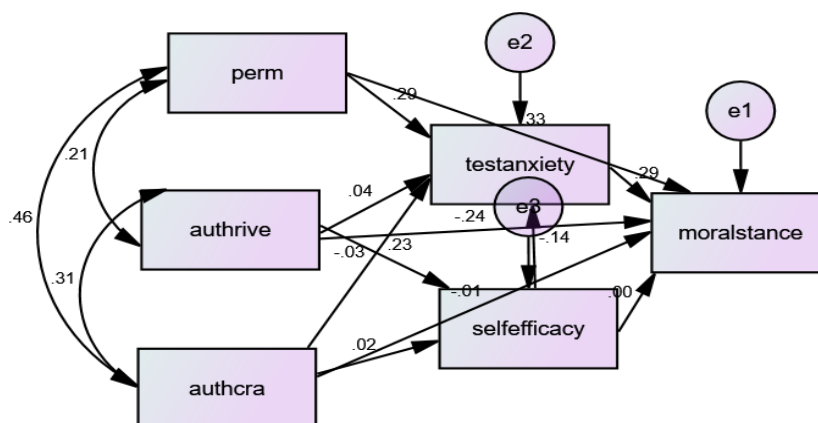 e2
perm
e1
.29
.33
testanxiety
.29
.21
.04
e3
.46
authrive
-.24
moralstance
-.03
.23
-.14
.31
-.01
.00
selfefficacy
.02
authcra